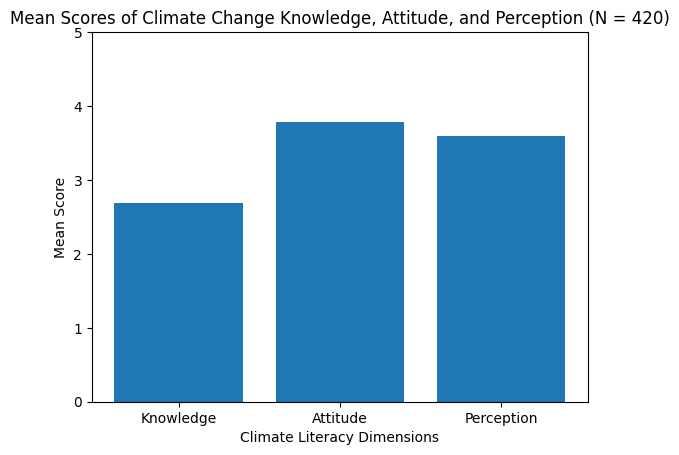 Mean Scores of Climate Change Knowledge, Attitude, and Perception (N = 420)
5
4
3
2
1
0
Mean Score
Knowledge
Attitude
Perception
Climate Literacy Dimensions